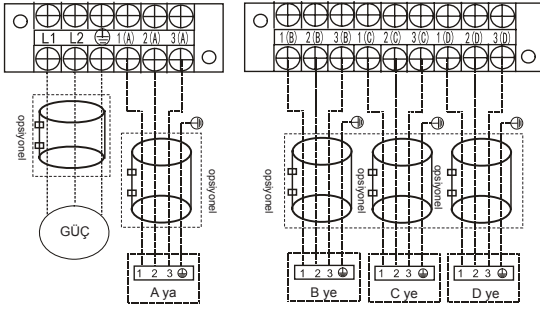 L1 L2 1(A) 2(A) 3(A)
1(B) 2(B) 3(B) 1(C) 2(C) 3(C) 1(D) 2(D) 3(D)
opsiyonel
opsiyonel
opsiyonel
opsiyonel
opsiyonel
GÜÇ
1 2 3
A ya
1 2 3
B ye
1 2 3
C ye
1 2 3
D ye